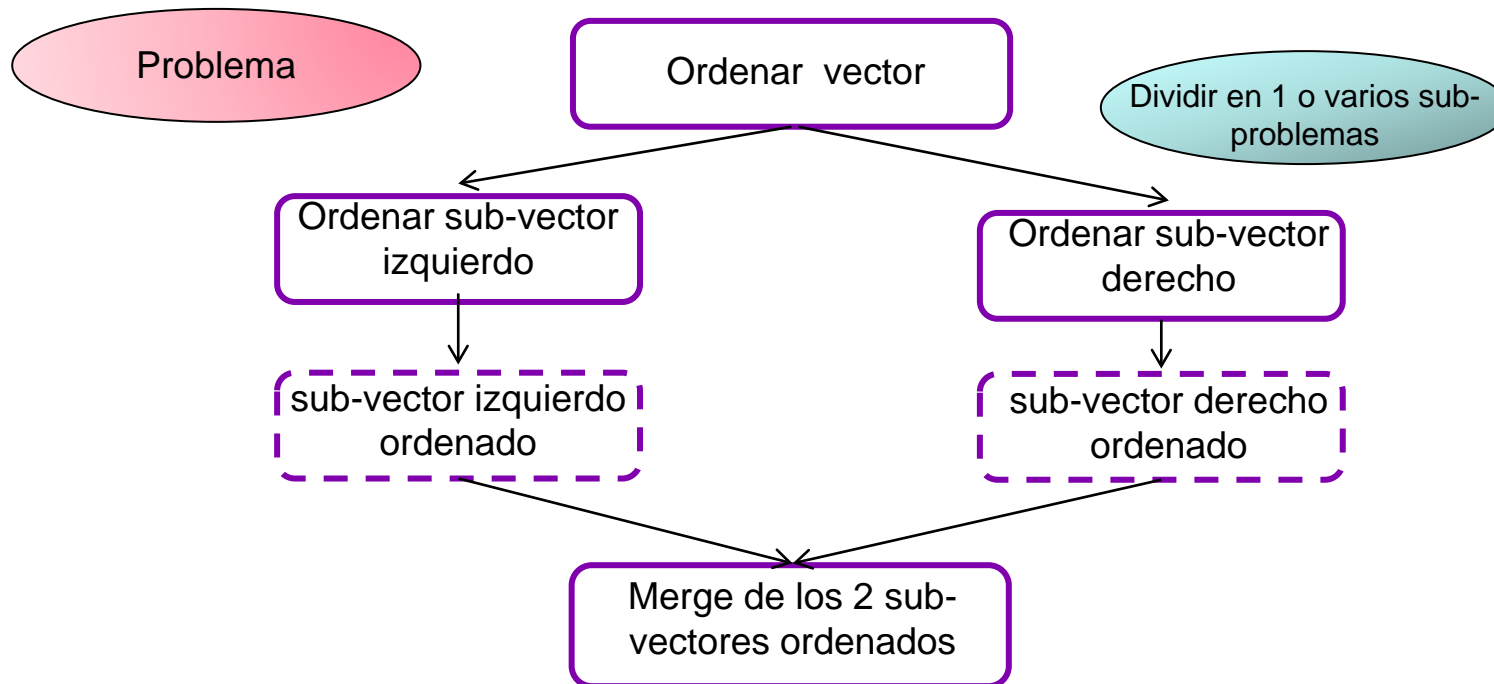 Problema
Ordenar vector
Dividir en 1 o varios sub-
problemas
Ordenar sub-vector
izquierdo
Ordenar sub-vector
derecho
sub-vector izquierdo
ordenado
sub-vector derecho
ordenado
Merge de los 2 sub-
vectores ordenados